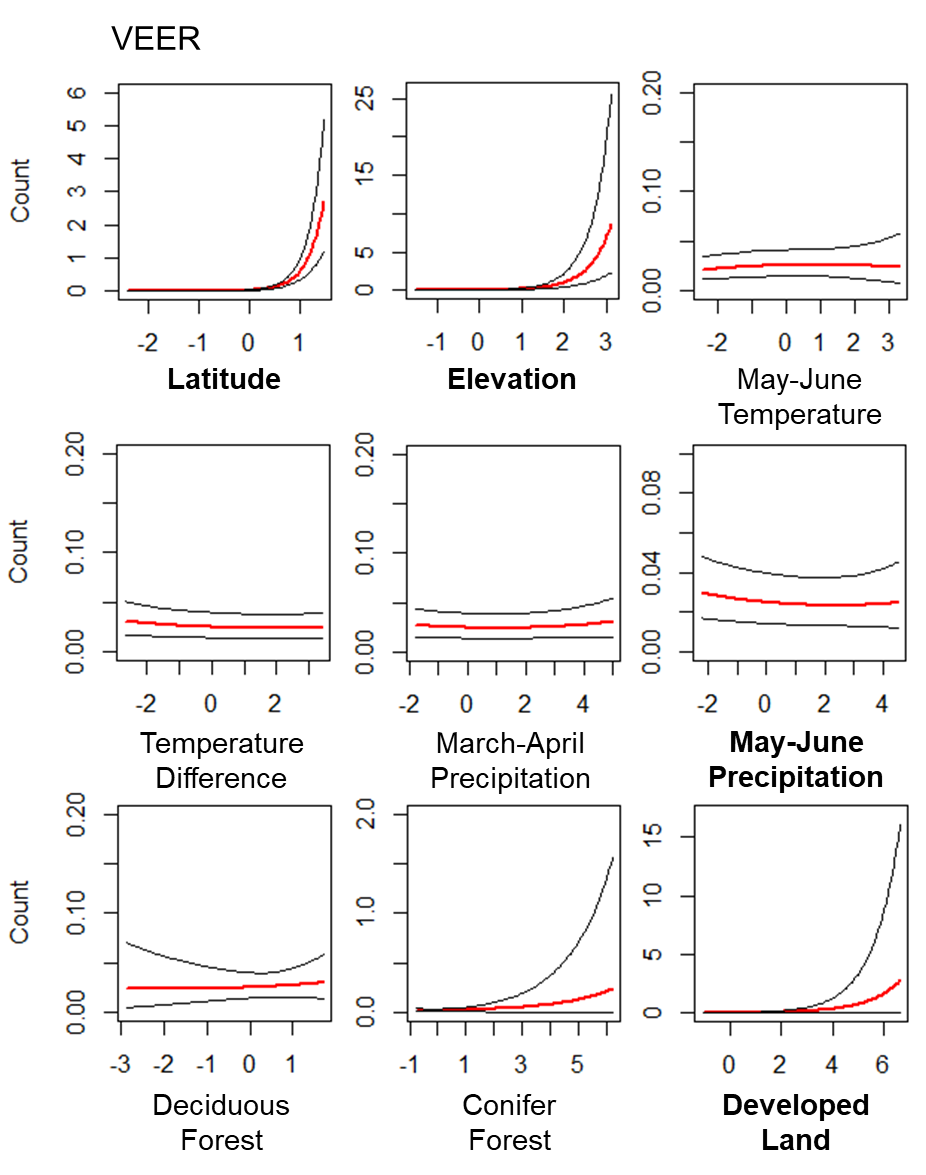 VEER
Count
0 1 2 3 4 5 6
-2 -1 0 1
Latitude
0 5 15 25
-1 0 1 2 3
Elevation
0.00 0.10 0.20
-2 0 1 2 3
May-June
Temperature
Count
0.00 0.10 0.20
-2 0 2
Temperature
Difference
0.00 0.10 0.20
-2 0 2 4
March-April
Precipitation
0.00 0.04 0.08
-2 0 2 4
May-June
Precipitation
Count
0.00 0.10 0.20
-3 -2 -1 0 1
Deciduous
Forest
0.0 1.0 2.0
-1 1 3 5
Conifer
Forest
0 5 10 15
0 2 4 6
Developed
Land